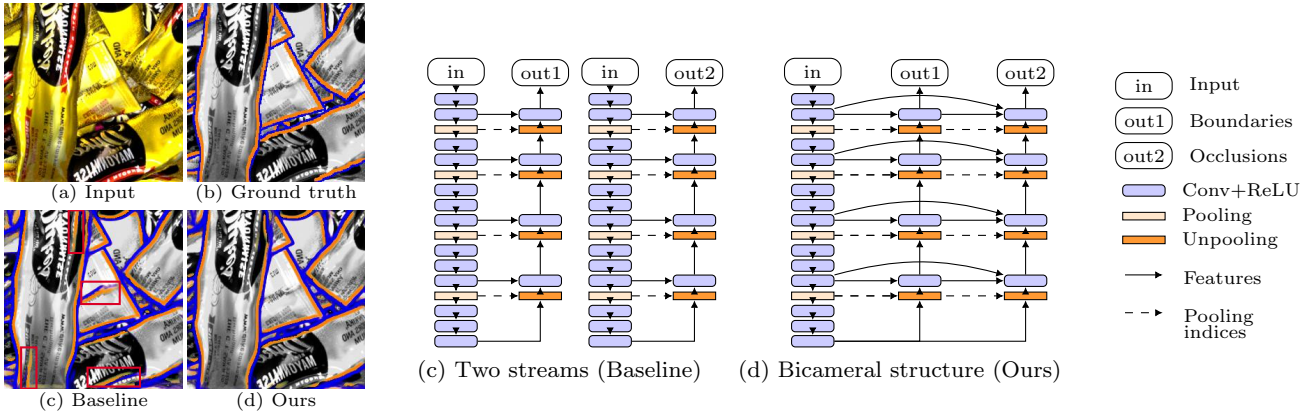 (a) Input
(b) Ground truth
(c) Baseline
(d) Ours
in
out1
in
out2
(c) Two streams (Baseline)
in
out1
out2
(d) Bicameral structure (Ours)
in
Input
out1
Boundaries
out2
Occlusions
Conv+ReLU
Pooling
Unpooling
Features
Pooling
indices